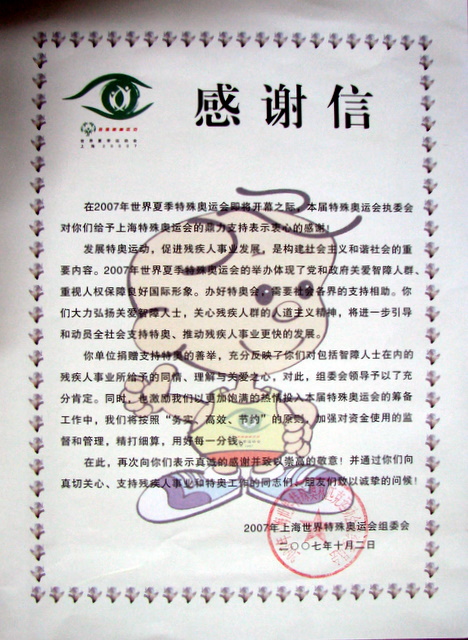 感谢信
在2007年世界夏季特殊奥运会即将开幕之际，本届特殊奥运会执委会
对你们给予上海特殊奥运会的鼎力支持表示衷心的感谢！
发展特奥运动，促进残疾人事业发展，是构建社会主义和谐社会的重
要内容。2007年世界夏季特殊奥运会的举办体现了党和政府关爱智障人群、
重视人权保障良好国际形象。办好特奥会，需要社会各界的支持相助。你
们大力弘扬关爱智障人士，关心残疾人群的人道主义精神，将进一步引导
和动员全社会支持特奥、推动残疾人事业更快的发展。
你单位捐赠支持特奥的善举，充分反映了你们对包括智障人士在内的
残疾人事业所给予的同情、理解与关爱之心，对此，组委会领导予以了充
分肯定。同时，也激励我们以更加饱满的热情投入本届特殊奥运会的筹备
工作中，我们将按照“务实、高效、节约”的原则，加强对资金使用的监
督和管理，精打细算，用好每一分钱。
在此，再次向你们表示真诚的感谢并致以崇高的敬意！并通过你们向
真切关心、支持残疾人事业和特奥工作的同志们、朋友们致以诚挚的问候！
2007年上海世界特殊奥运会组委会
二〇〇七年十月二日